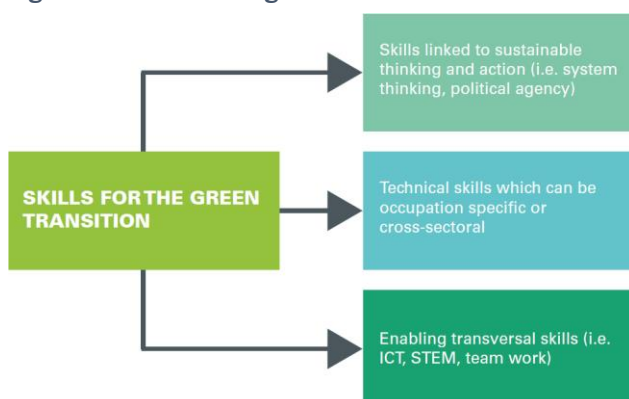 Skills linked to sustainable
thinking and action (i.e. system
thinking, political agency)
SKILLS FOR THE GREEN
TRANSITION
Technical skills which can be
occupation specific or
cross-sectoral
Enabling transversal skills (i.e.
ICT, STEM, team work)